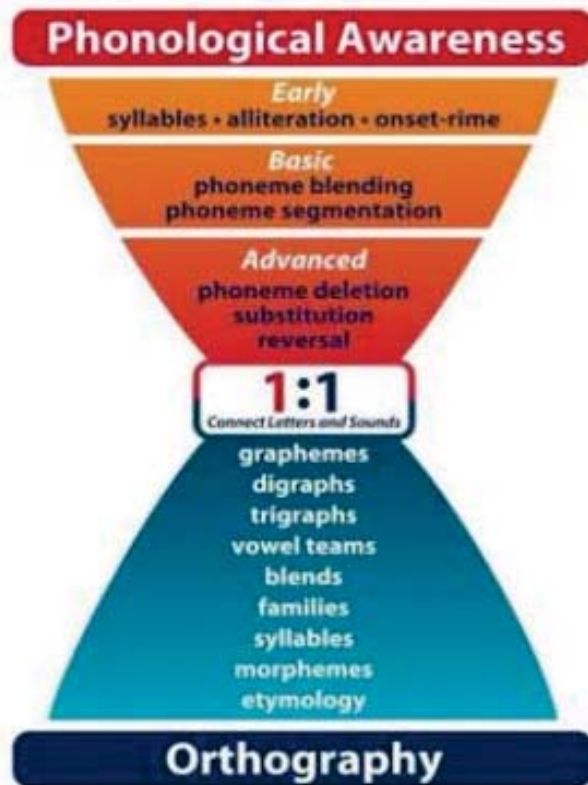 Phonological Awareness
Early
syllables • alliteration • onset-rime
Basic
phoneme blending
phoneme segmentation
Advanced
phoneme deletion
substitution
reversal
1:1
Connect Letters and Sounds
graphemes
digraphs
trigraphs
vowel teams
blends
families
syllables
morphemes
etymology
Orthography